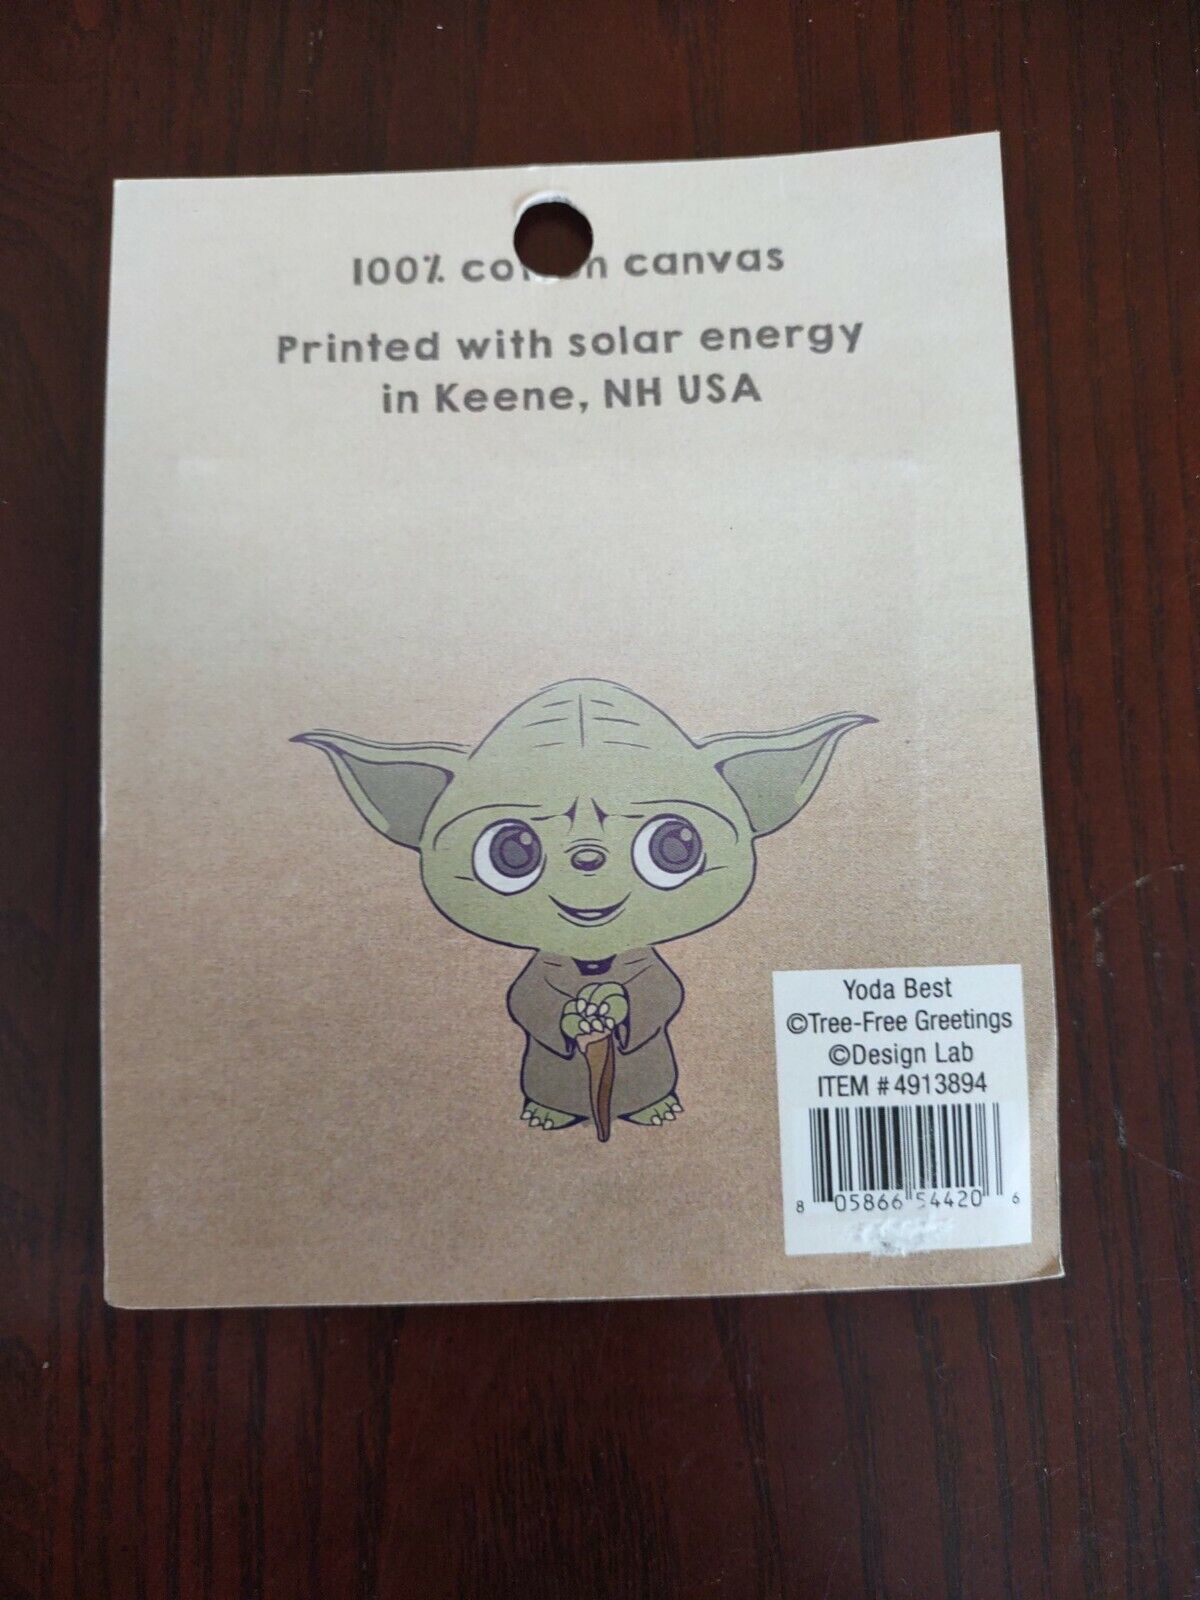 100% canvas
Printed with solar energy
in Keene, NH USA
Yoda Best
©Tree-Free Greetings
©Design Lab
ITEM # 4913894
8 05866 54420 6